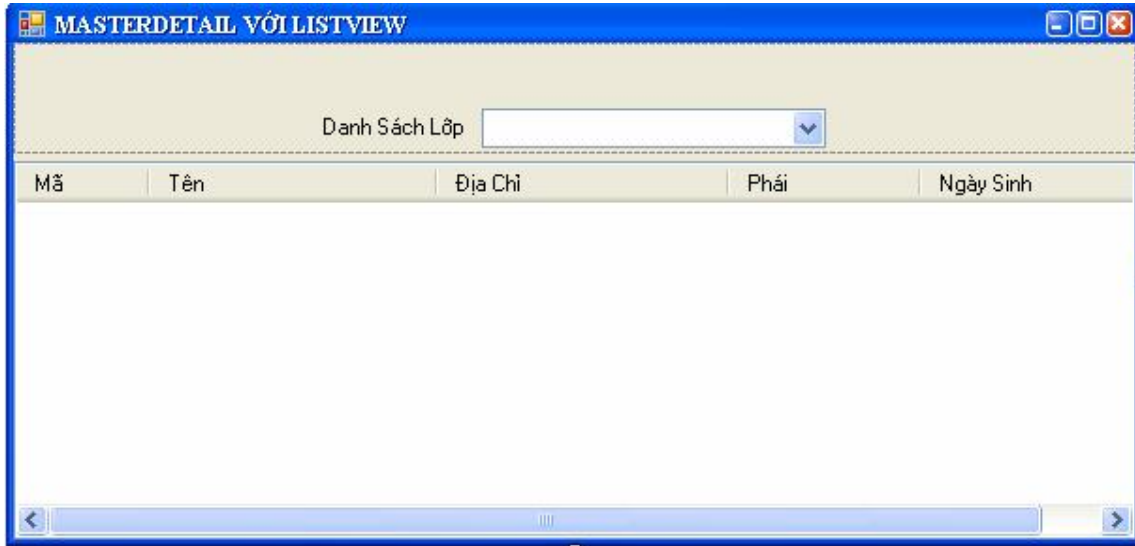 MASTERDETAIL VỚI LISTVIEW
Danh Sách Lớp
Mã Tên Địa Chỉ Phái Ngày Sinh